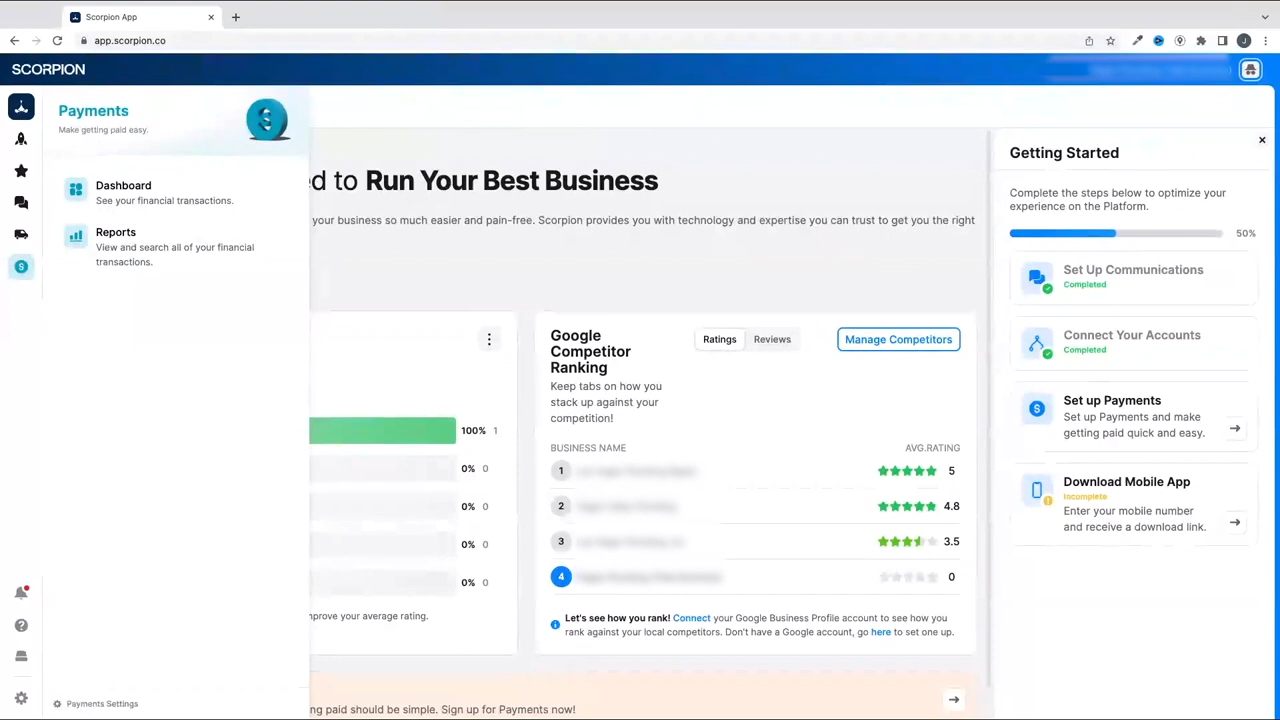 Scorpion App
app.scorpion.co
J
SCORPION
Payments
Make getting paid easy.
Dashboard
See your financial transactions.
Reports
View and search all of your financial
transactions.
Payments Settings
d to Run Your Best Business
your business so much easier and pain-free. Scorpion provides you with technology and expertise you can trust to get you the right
100% 1
0% 0
0% 0
0% 0
0% 0
mprove your average rating.
Google
Competitor
Ranking
Ratings
Reviews
Manage Competitors
Keep tabs on how you
stack up against your
competition!
BUSINESS NAME AVG.RATING
1 5
2 4.8
3 3.5
4 0
Let's see how you rank! Connect your Google Business Profile account to see how you
rank against your local competitors. Don't have a Google account, go here to set one up.
ng paid should be simple. Sign up for Payments now!
Getting Started
Complete the steps below to optimize your
experience on the Platform.
50%
Set Up Communications
Completed
Connect Your Accounts
Completed
Set up Payments
Set up Payments and make
getting paid quick and easy.
Download Mobile App
Incomplete
Enter your mobile number
and receive a download link.